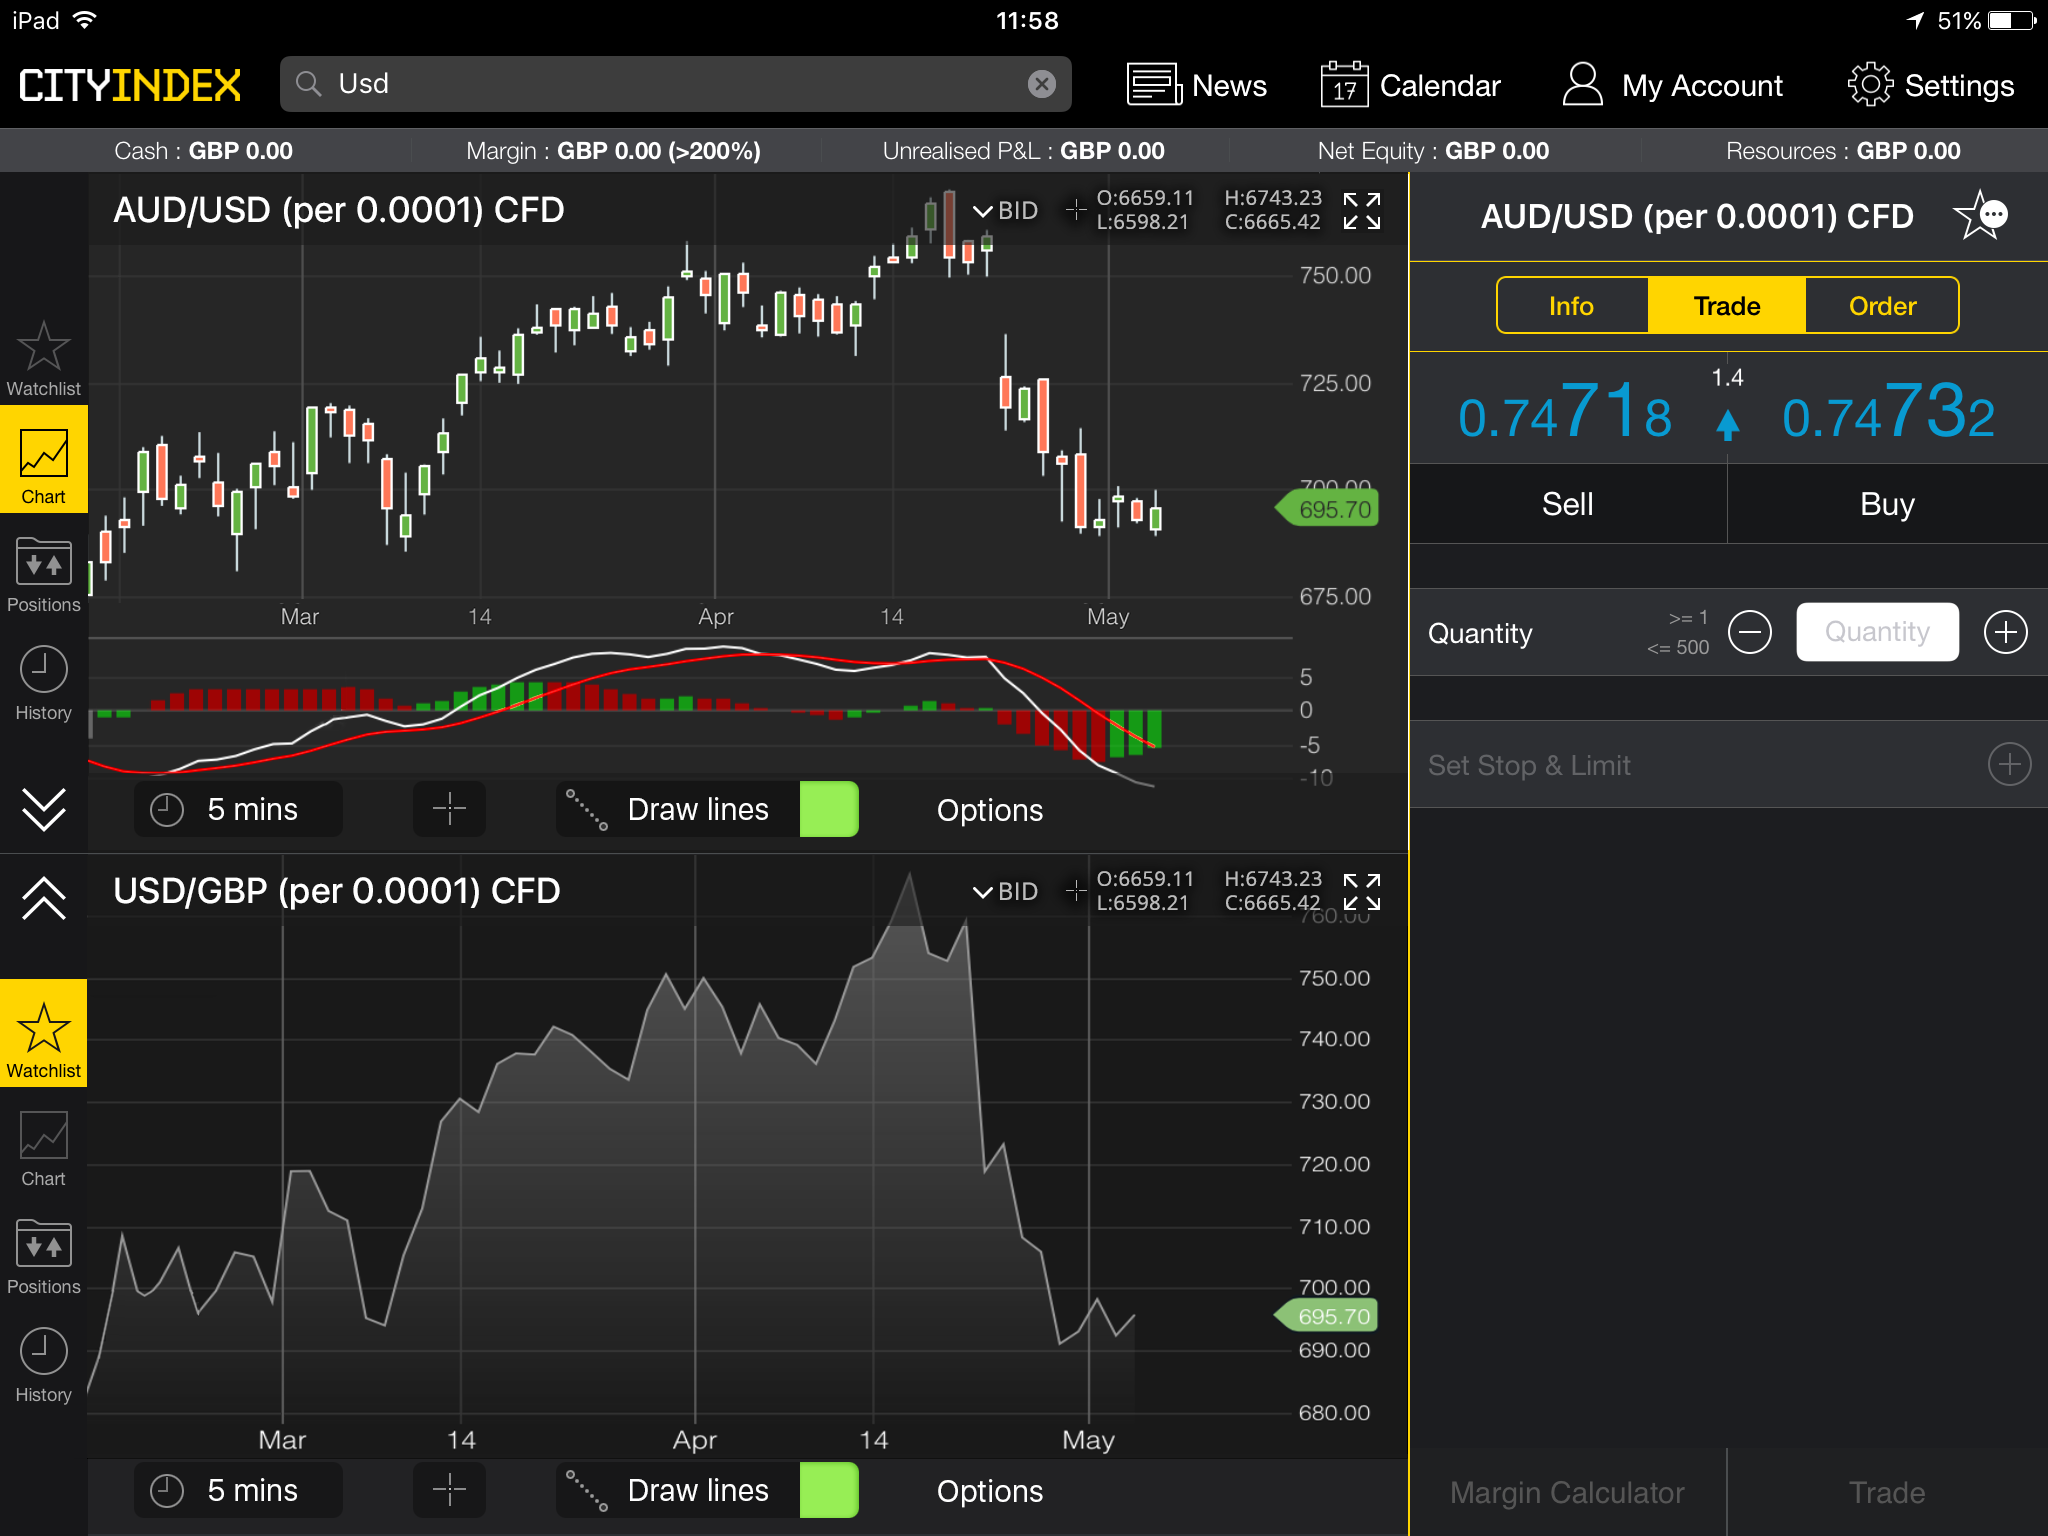 iPad 11:58 51%
CITYINDEX Usd News 17 Calendar My Account Settings
Cash : GBP 0.00 Margin : GBP 0.00 (>200%) Unrealised P&L : GBP 0.00 Net Equity : GBP 0.00 Resources : GBP 0.00
AUD/USD (per 0.0001) CFD BID O:6659.11 H:6743.23
L:6598.21 C:6665.42
750.00
725.00
700.00
695.70
675.00
Mar 14 Apr 14 May
5
0
-5
-10
Watchlist
Chart
Positions
History
5 mins Draw lines Options
USD/GBP (per 0.0001) CFD BID O:6659.11 H:6743.23
L:6598.21 C:6665.42
760.00
750.00
740.00
730.00
720.00
710.00
700.00
695.70
690.00
680.00
Mar 14 Apr 14 May
Watchlist
Chart
Positions
History
5 mins Draw lines Options
AUD/USD (per 0.0001) CFD
Info Trade Order
0.74718 1.4 0.74732
Sell Buy
Quantity >= 1 <= 500 Quantity
Set Stop & Limit
Margin Calculator Trade